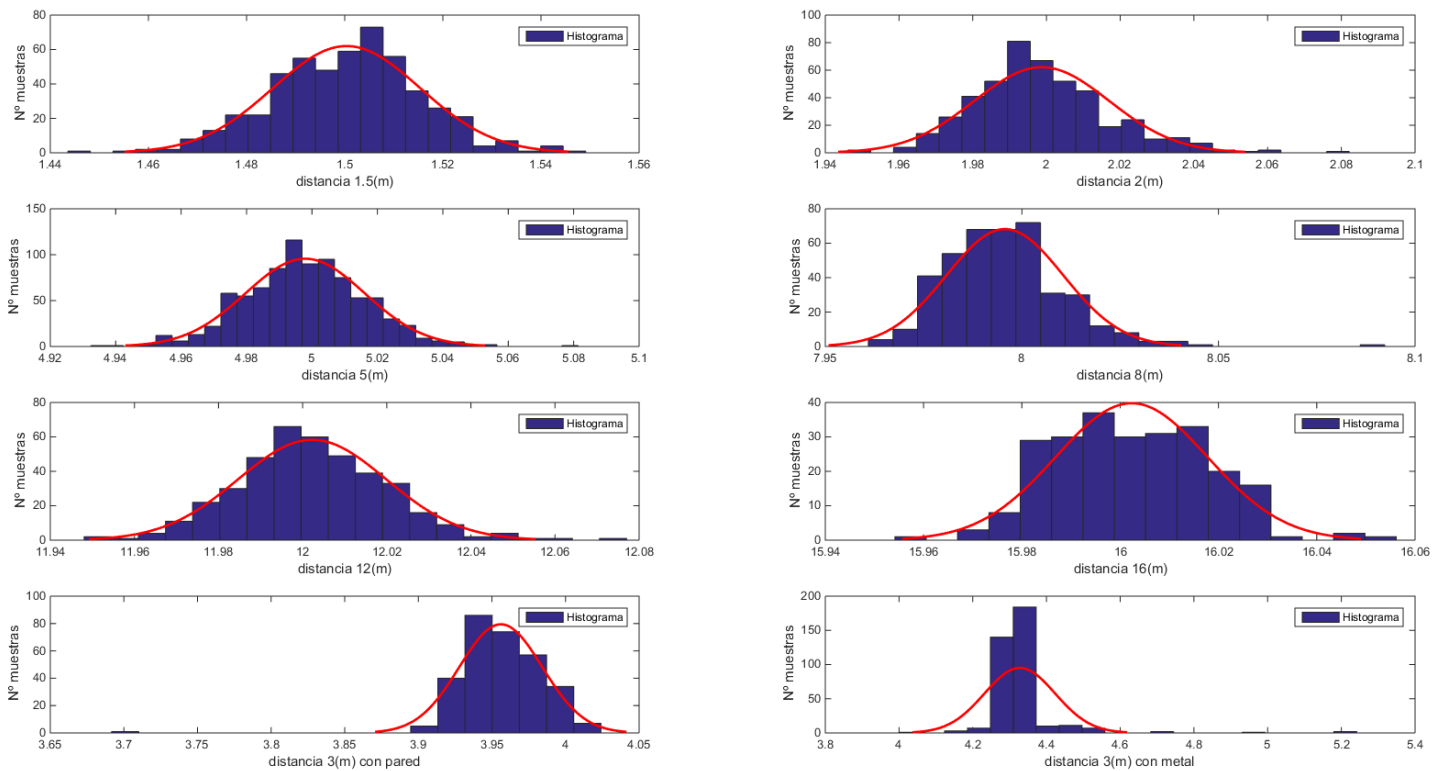 Nº muestras
80
60
40
20
0
1.44 1.46 1.48 1.5 1.52 1.54 1.56
distancia 1.5(m)
Histograma
Nº muestras
100
80
60
40
20
0
1.94 1.96 1.98 2 2.02 2.04 2.06 2.08 2.1
distancia 2(m)
Histograma
Nº muestras
150
100
50
0
4.92 4.94 4.96 4.98 5 5.02 5.04 5.06 5.08 5.1
distancia 5(m)
Histograma
Nº muestras
80
60
40
20
0
7.95 8 8.05 8.1
distancia 8(m)
Histograma
Nº muestras
80
60
40
20
0
11.94 11.96 11.98 12 12.02 12.04 12.06 12.08
distancia 12(m)
Histograma
Nº muestras
40
30
20
10
0
15.94 15.96 15.98 16 16.02 16.04 16.06
distancia 16(m)
Histograma
Nº muestras
100
80
60
40
20
0
3.65 3.7 3.75 3.8 3.85 3.9 3.95 4 4.05
distancia 3(m) con pared
Histograma
Nº muestras
200
150
100
50
0
3.8 4 4.2 4.4 4.6 4.8 5 5.2 5.4
distancia 3(m) con metal
Histograma